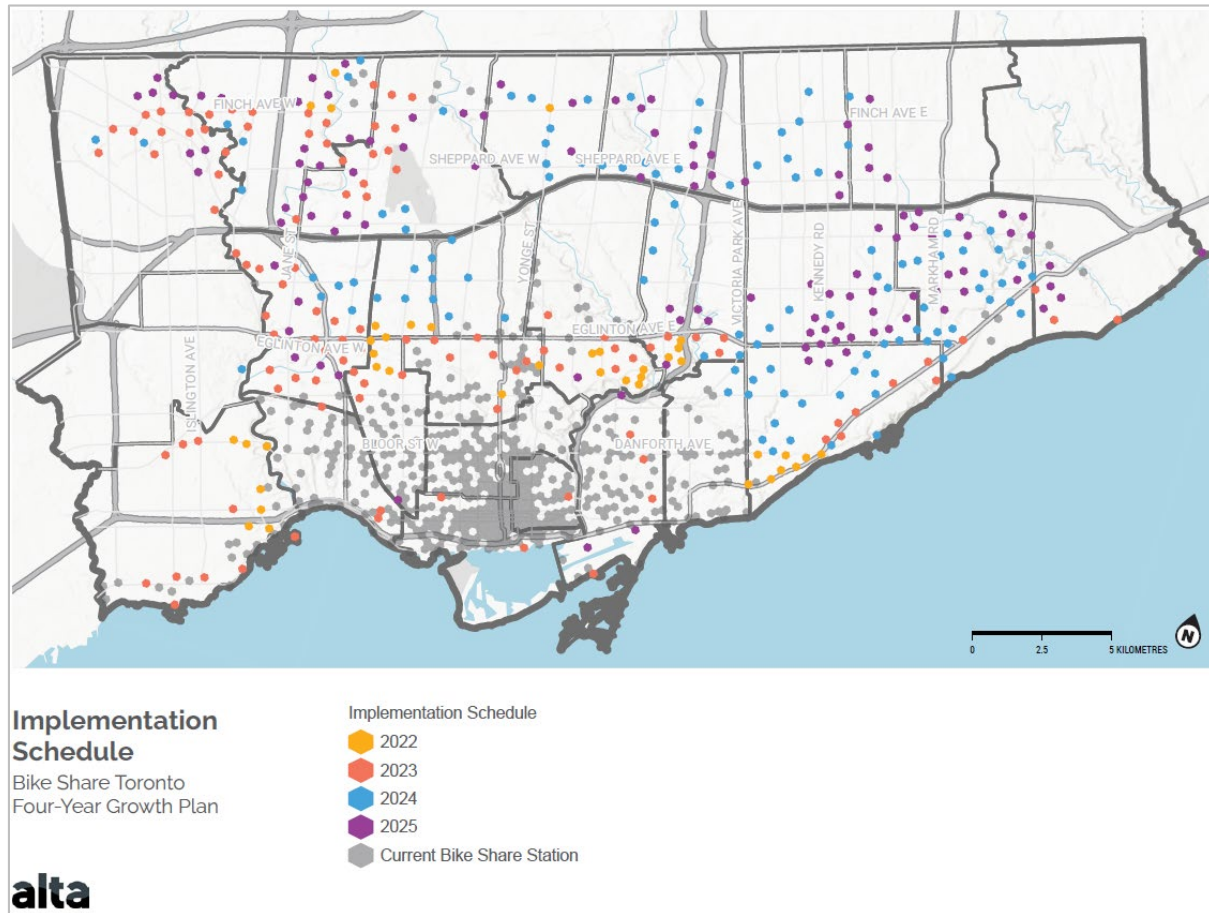 FINCH AVE W
FINCH AVE E
SHEPPARD AVE W
SHEPPARD AVE E
JANE ST
YONGE ST
VICTORIA PARK AVE
KENNEDY RD
MARKHAM RD
EGLINTON AVE E
EGLINTON AVE W
ISLINGTON AVE
BLOOR ST W
DANFORTH AVE
N
0 2.5 5 KILOMETRES
Implementation
Schedule
Bike Share Toronto
Four-Year Growth Plan
Implementation Schedule
2022
2023
2024
2025
Current Bike Share Station
alta